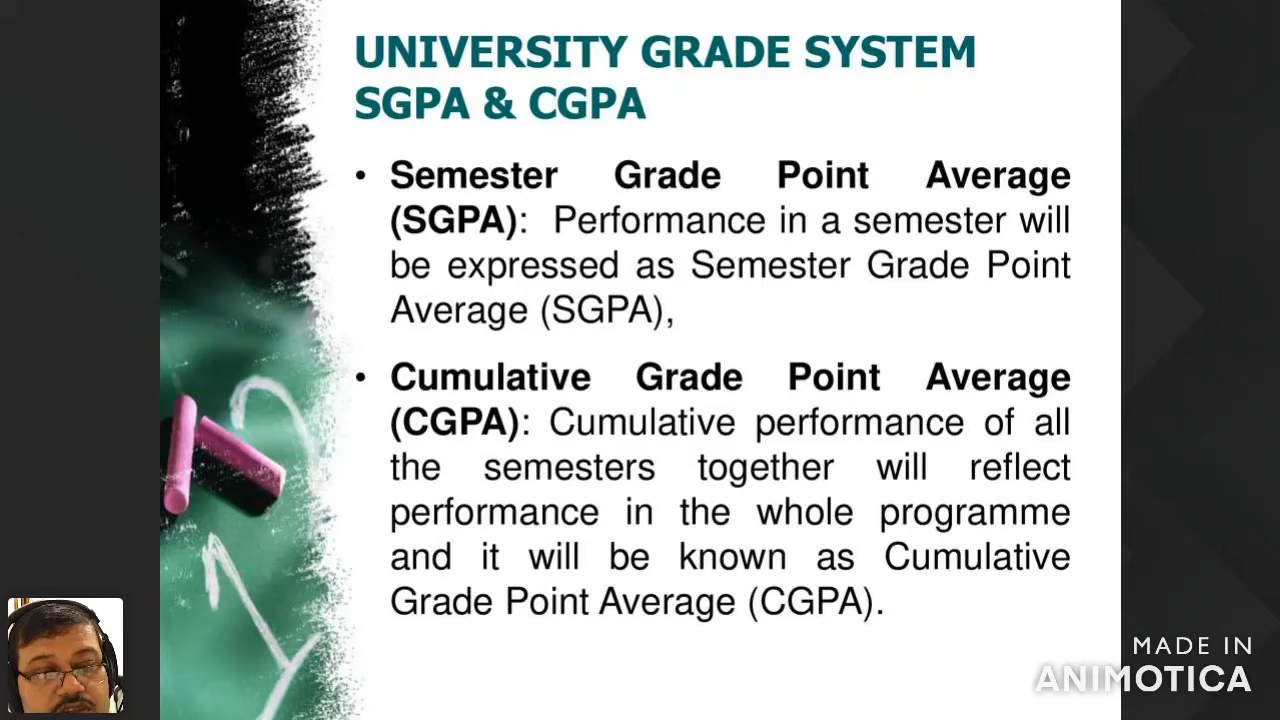 UNIVERSITY GRADE SYSTEM
SGPA & CGPA
• Semester Grade Point Average
(SGPA): Performance in a semester will
be expressed as Semester Grade Point
Average (SGPA),
• Cumulative Grade Point Average
(CGPA): Cumulative performance of all
the semesters together will reflect
performance in the whole programme
and it will be known as Cumulative
Grade Point Average (CGPA).
MADE IN
ANIMOTICA